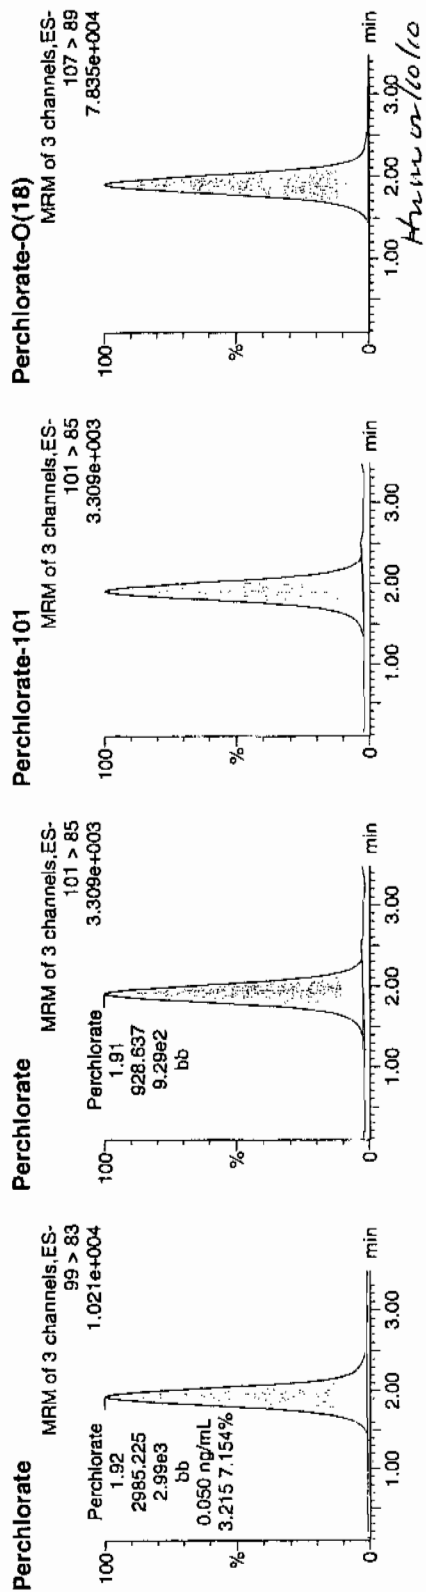 Perchlorate
MRM of 3 channels,ES-
99 > 83
1.021e+004
100
Perchlorate
1.92
2985.225
2.99e3
bb
0.050 ng/mL
3.215 7.154%
%
0
1.00
2.00
3.00
min
Perchlorate
MRM of 3 channels,ES-
101 > 85
3.309e+003
100
Perchlorate
1.91
928.637
9.29e2
bb
%
0
1.00
2.00
3.00
min
Perchlorate-101
MRM of 3 channels,ES-
101 > 85
3.309e+003
100
%
0
1.00
2.00
3.00
min
Perchlorate-O(18)
MRM of 3 channels,ES-
107 > 89
7.835e+004
100
%
0
1.00
2.00
3.00
min
02/10/10